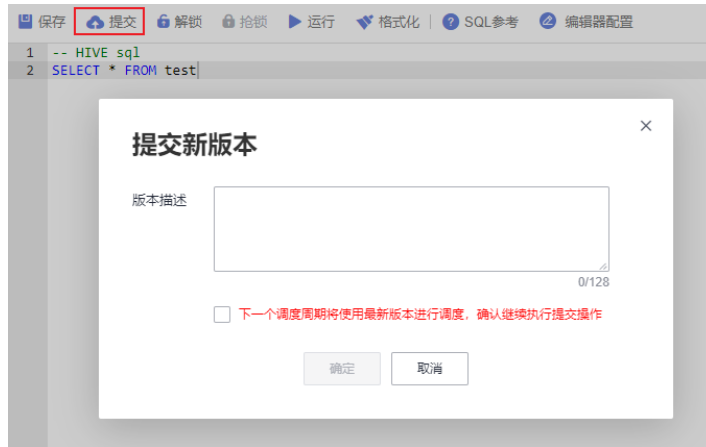 保存 提交 解锁 抢锁 运行 格式化 SQL参考 编辑器配置
1 -- HIVE sql
2 SELECT * FROM test
提交新版本
版本描述
0/128
下一个调度周期将使用最新版本进行调度，确认继续执行提交操作
确定 取消